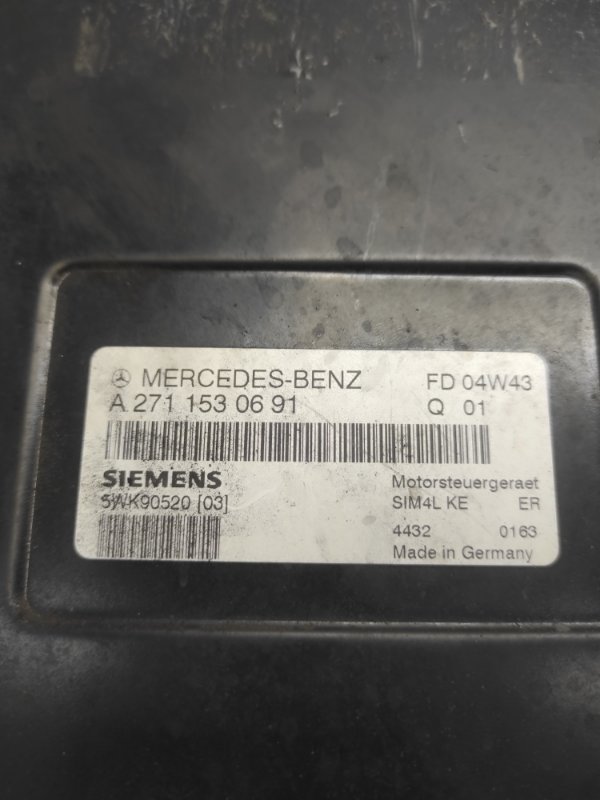 MERCEDES-BENZ FD 04W43
A 271 153 06 91 Q 01
SIEMENS Motorsteuergeraet
5WK90520 [03] SIM4L KE ER
4432 0163
Made in Germany